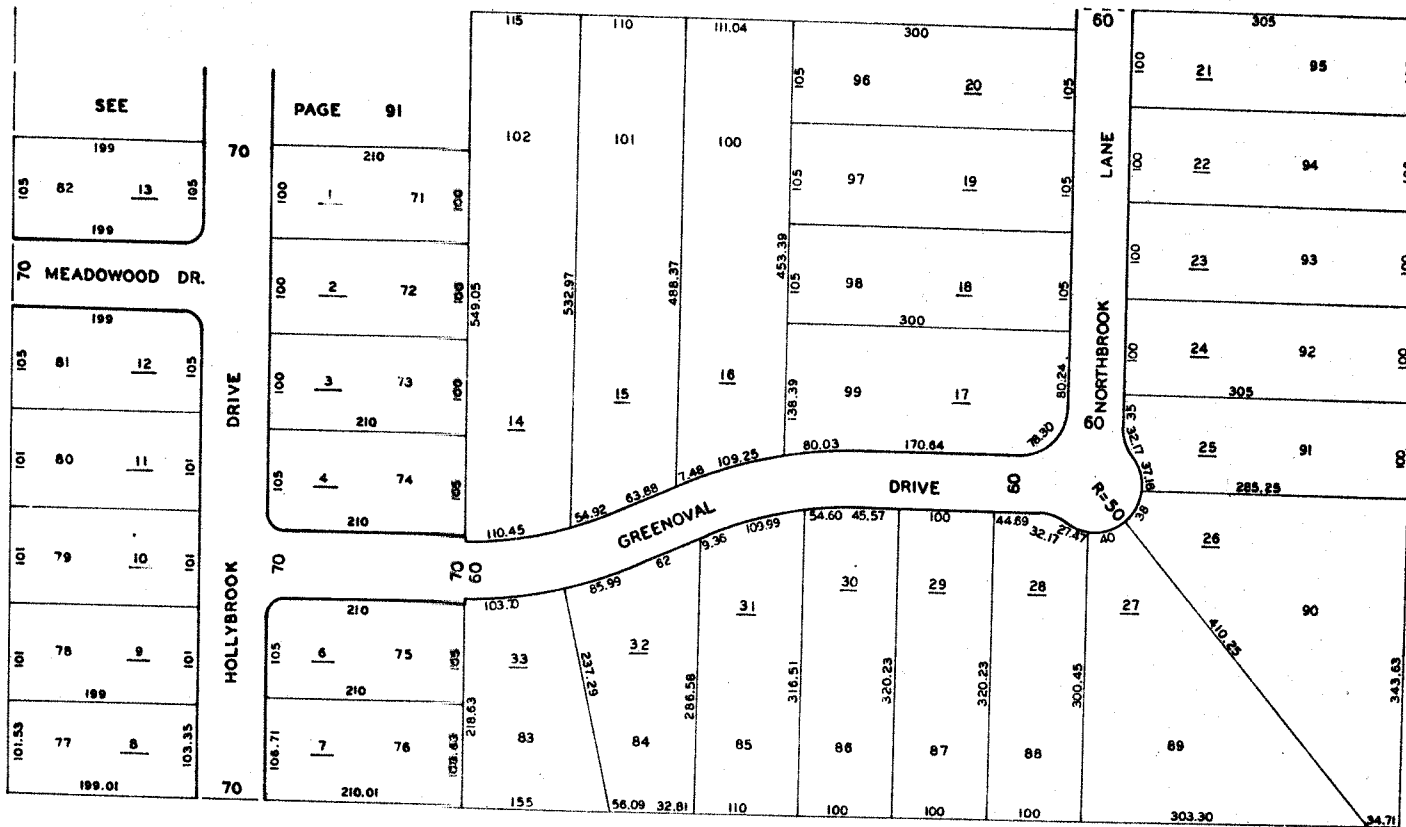 115 110 111.04 300 60 305
SEE PAGE 91
199 70 210
105 82 13 105
199
70 MEADOWOOD DR.
199
105 81 12 105
101 80 11 101
101 79 10 101
101 78 9 101
199
101.53 77 8 103.35
199.01
HOLLYBROOK DRIVE
70
100 1 71 100
100 2 72 100
100 3 73 100
210
105 4 74 105
210
70 70 60
210
105 6 75 105
210
106.71 7 76
210.01
102 101 100
549.05 532.97 488.37 453.39
14 15 16
138.39
110.45 54.92 63.88 7.48 109.25 80.03 170.64 78.30
105 96 20 105
105 97 19 105
105 98 18 105
300
99 17 80.24
NORTHBROOK LANE
60
100 21 95
100 22 94
100 23 93 100
100 24 92 100
305
35 25 91 100
32.17 37.18
285.25
R=50
38
40
GREENOVAL DRIVE 60
103.70 85.99 62 9.36 109.99 54.60 45.57 100 44.69 32.17 27.47
33 32 31 30 29 28 27 26
218.63 237.29 286.58 316.51 320.23 320.23 300.45 410.25 343.63
83 84 85 86 87 88 89 90
155 56.09 32.81 110 100 100 100 303.30 34.71